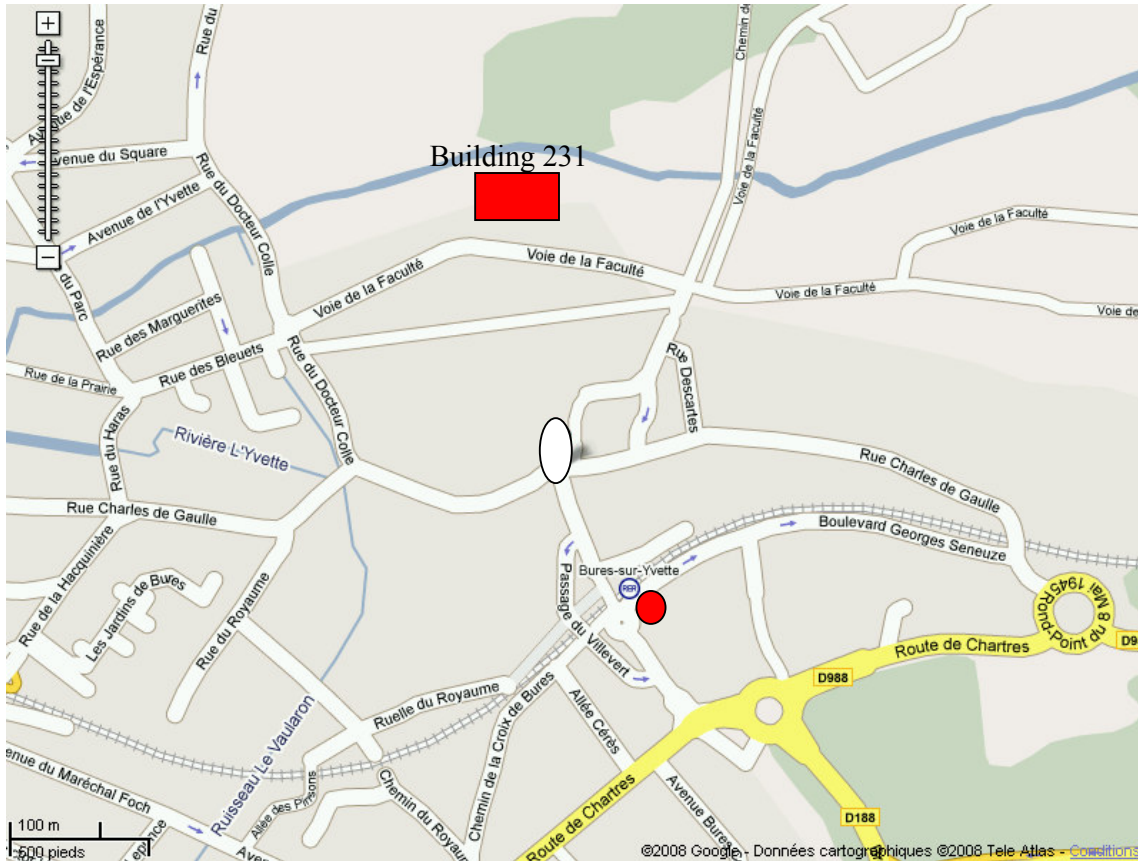 Rue du
Avenue de l'Espérance
Avenue du Square
Avenue de l'Yvette
Rue du Docteur Colle
Building 231
Chemin de
Voie de la Faculté
Voie de la Faculté
Voie de la Faculté
Voie de la Faculté
Voie de la Faculté
Voie de
du Parc
Rue des Marguerites
Rue des Bleuets
Rue de la Prairie
Rue du Haras
Rue du Docteur Colle
Rue Descartes
Rivière L'Yvette
Rue Charles de Gaulle
Rue Charles de Gaulle
Boulevard Georges Seneuze
Bures-sur-Yvette
RER
Passage du Villevert
Rue de la Hacquinière
Les Jardins de Bures
Rue du Royaume
Rond-Point du 8
Mai 1945
Route de Chartres
D988
D9
Ruelle du Royaume
Chemin de la Croix de Bures
Allée Cérès
Avenue Bures
Route de Chartres
D188
Ruisseau Le Vaularon
Allée des Pinsons
Chemin du Royau
enue du Maréchal Foch
Avenue
100 m
500 pieds
©2008 Google - Données cartographiques ©2008 Tele Atlas - Conditions